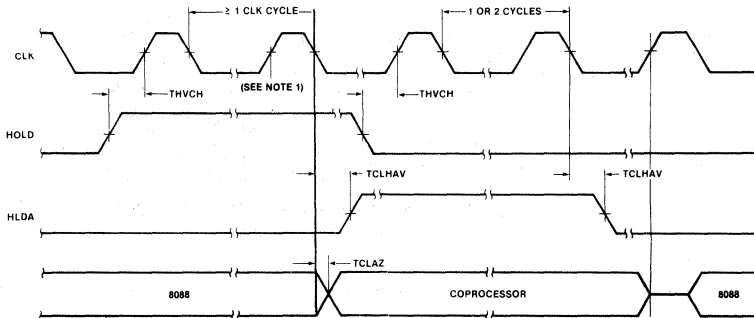 ≥ 1 CLK CYCLE
1 OR 2 CYCLES
CLK
(SEE NOTE 1)
THVCH
THVCH
HOLD
TCLHAV
TCLHAV
HLDA
TCLAZ
8088
COPROCESSOR
8088